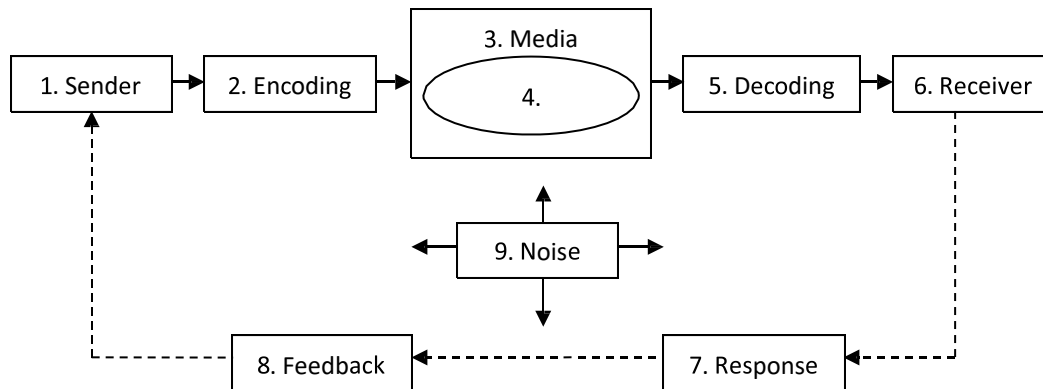 3. Media
1. Sender
2. Encoding
4.
5. Decoding
6. Receiver
9. Noise
8. Feedback
7. Response